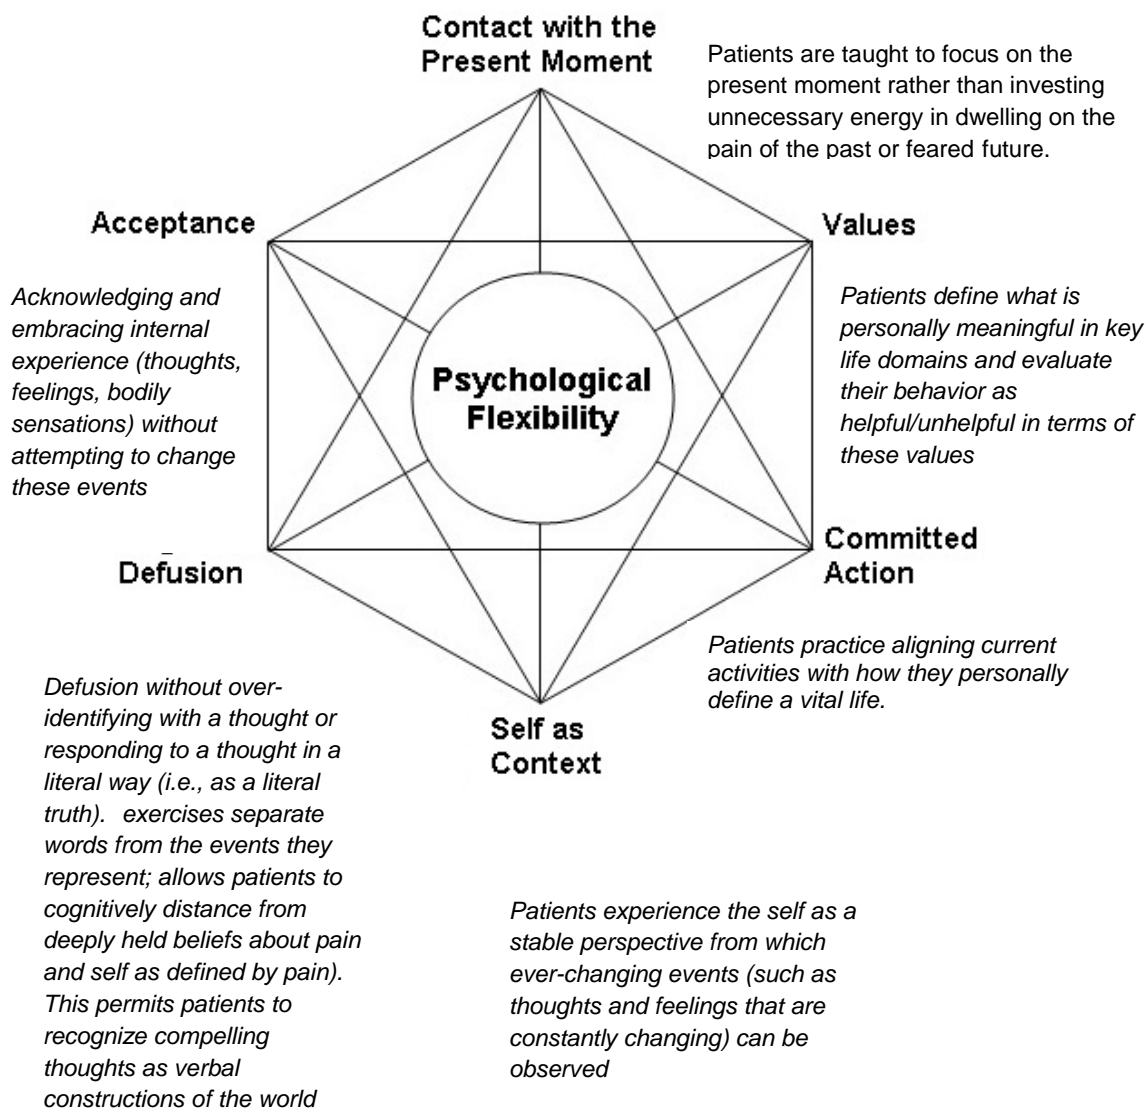 Contact with the
Present Moment
Patients are taught to focus on the
present moment rather than investing
unnecessary energy in dwelling on the
pain of the past or feared future.
Acceptance
Values
Acknowledging and
embracing internal
experience (thoughts,
feelings, bodily
sensations) without
attempting to change
these events
Patients define what is
personally meaningful in key
life domains and evaluate
their behavior as
helpful/unhelpful in terms of
these values
Psychological
Flexibility
Defusion
Committed
Action
Patients practice aligning current
activities with how they personally
define a vital life.
Self as
Context
Defusion without over-
identifying with a thought or
responding to a thought in a
literal way (i.e., as a literal
truth).   exercises separate
words from the events they
represent; allows patients to
cognitively distance from
deeply held beliefs about pain
and self as defined by pain).
This permits patients to
recognize compelling
thoughts as verbal
constructions of the world
Patients experience the self as a
stable perspective from which
ever-changing events (such as
thoughts and feelings that are
constantly changing) can be
observed